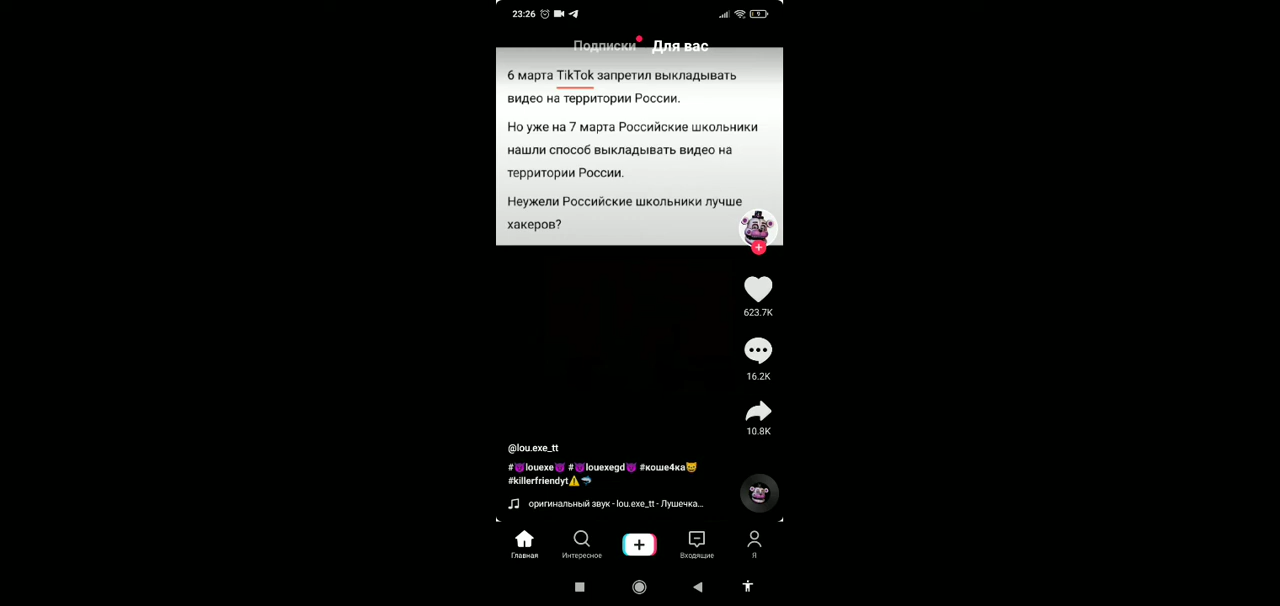 23:26
9
Подписки Для вас
6 марта TikTok запретил выкладывать
видео на территории России.
Но уже на 7 марта Российские школьники
нашли способ выкладывать видео на
территории России.
Неужели Российские школьники лучше
хакеров?
623.7K
16.2K
10.8K
@lou.exe_tt
#😈louexe😈 #😈louexegd😈 #коше4ка😼
#killerfriendyt⚠️🦈
оригинальный звук - lou.exe_tt - Лушечка...
Главная Интересное Входящие Я